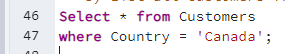 46 Select * from Customers
47 where Country = 'Canada';